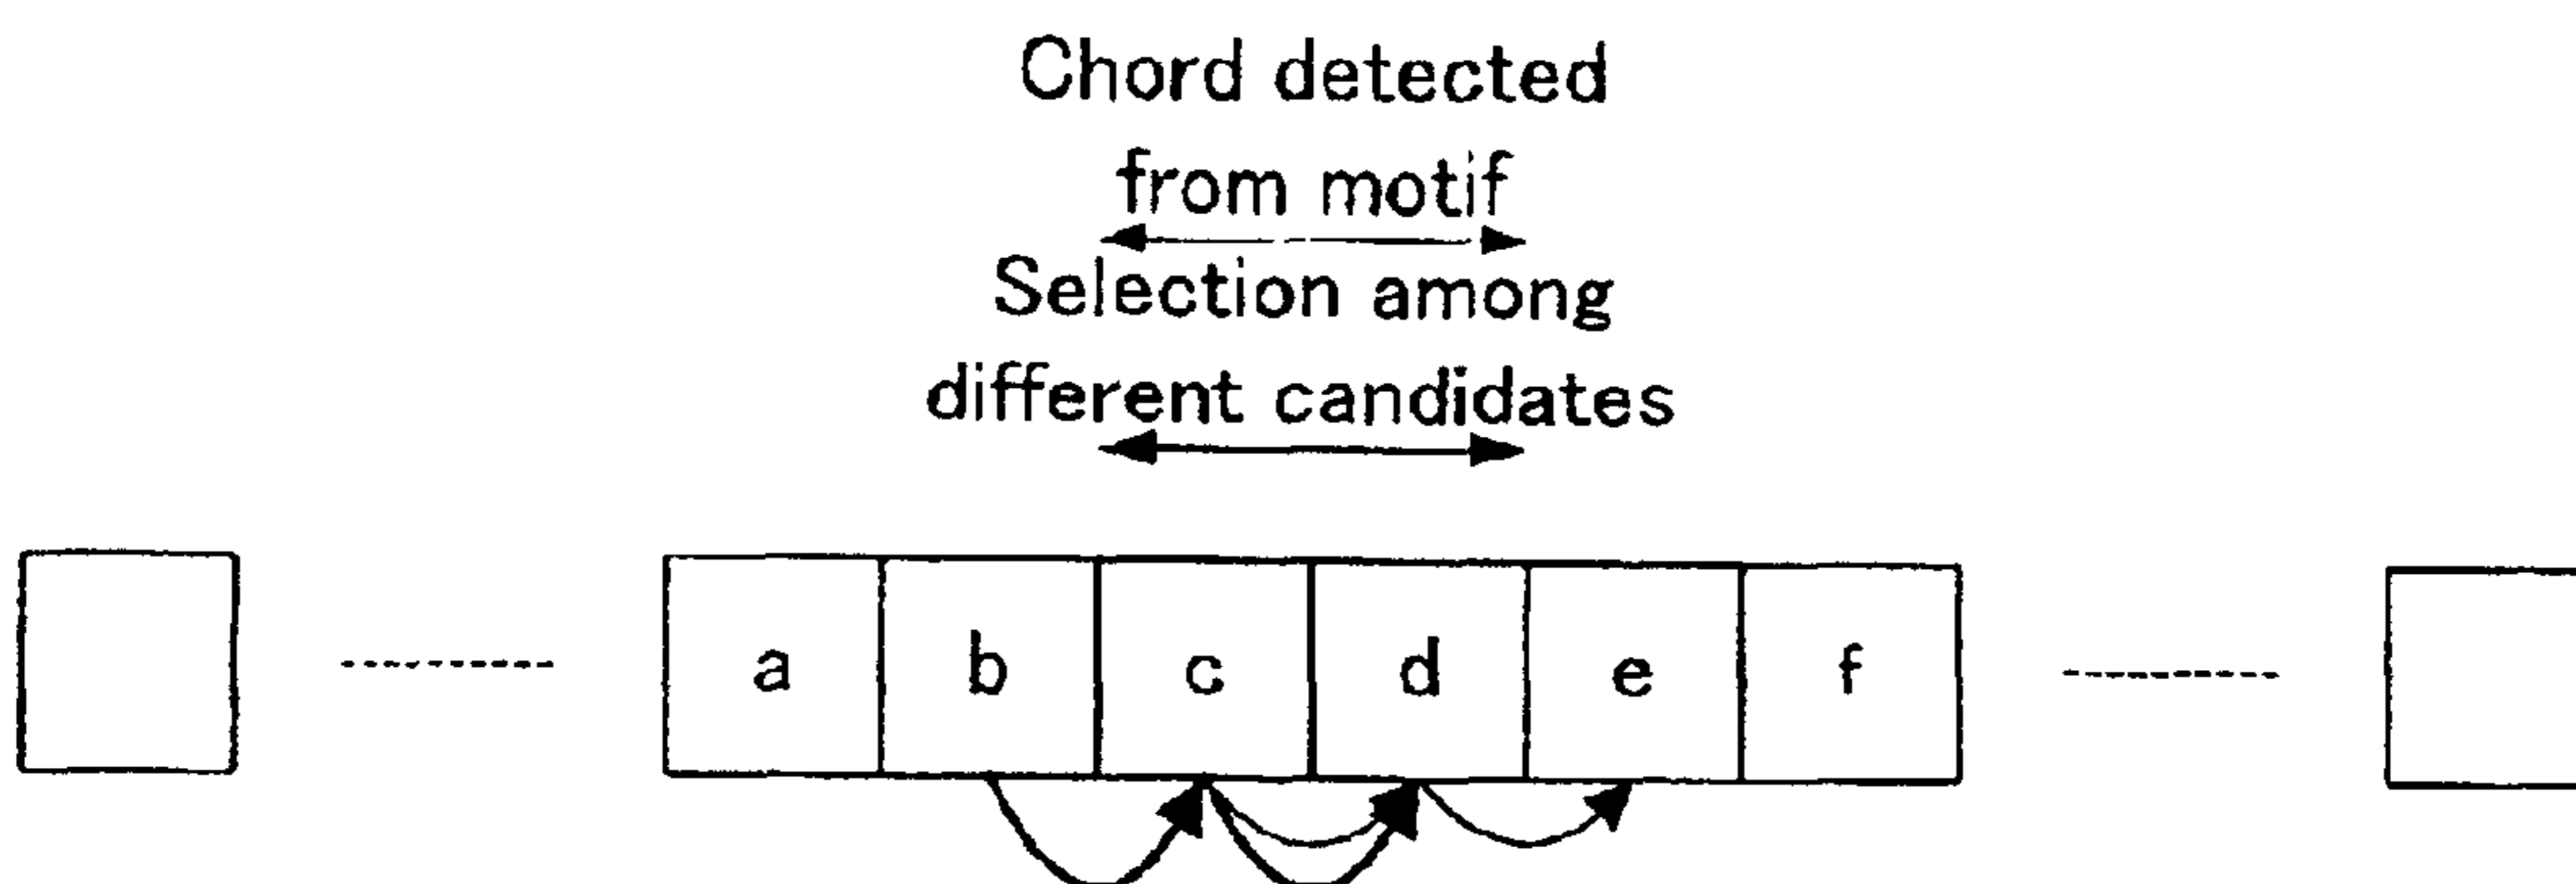 Chord detected
from motif
Selection among
different candidates
a b c d e f